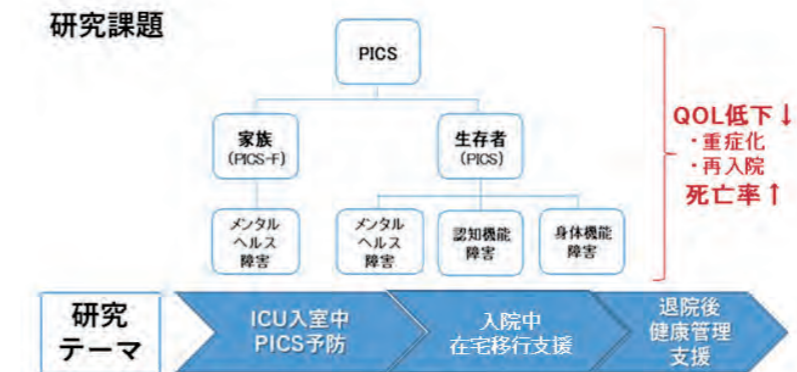 研究課題
PICS
家族
(PICS-F)
生存者
(PICS)
メンタル
ヘルス
障害
メンタル
ヘルス
障害
認知機能
障害
身体機能
障害
QOL低下↓
・重症化
・再入院
死亡率↑
研究
テーマ
ICU入室中
PICS予防
入院中
在宅移行支援
退院後
健康管理
支援